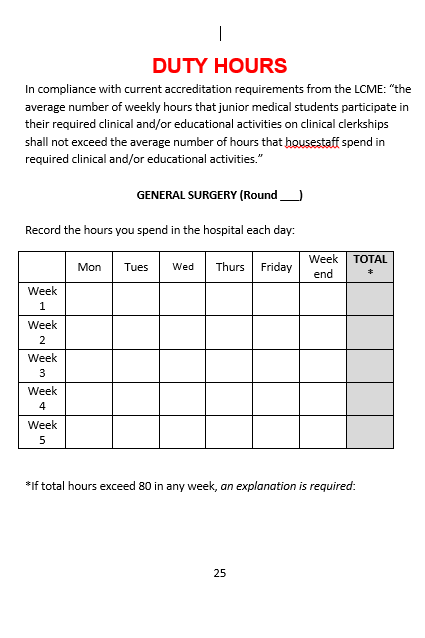 DUTY HOURS
In compliance with current accreditation requirements from the LCME: “the
average number of weekly hours that junior medical students participate in
their required clinical and/or educational activities on clinical clerkships
shall not exceed the average number of hours that housestaff spend in
required clinical and/or educational activities.”
GENERAL SURGERY (Round ___)
Record the hours you spend in the hospital each day:
Mon Tues Wed Thurs Friday Week end TOTAL *
Week 1
Week 2
Week 3
Week 4
Week 5
*If total hours exceed 80 in any week, an explanation is required:
25